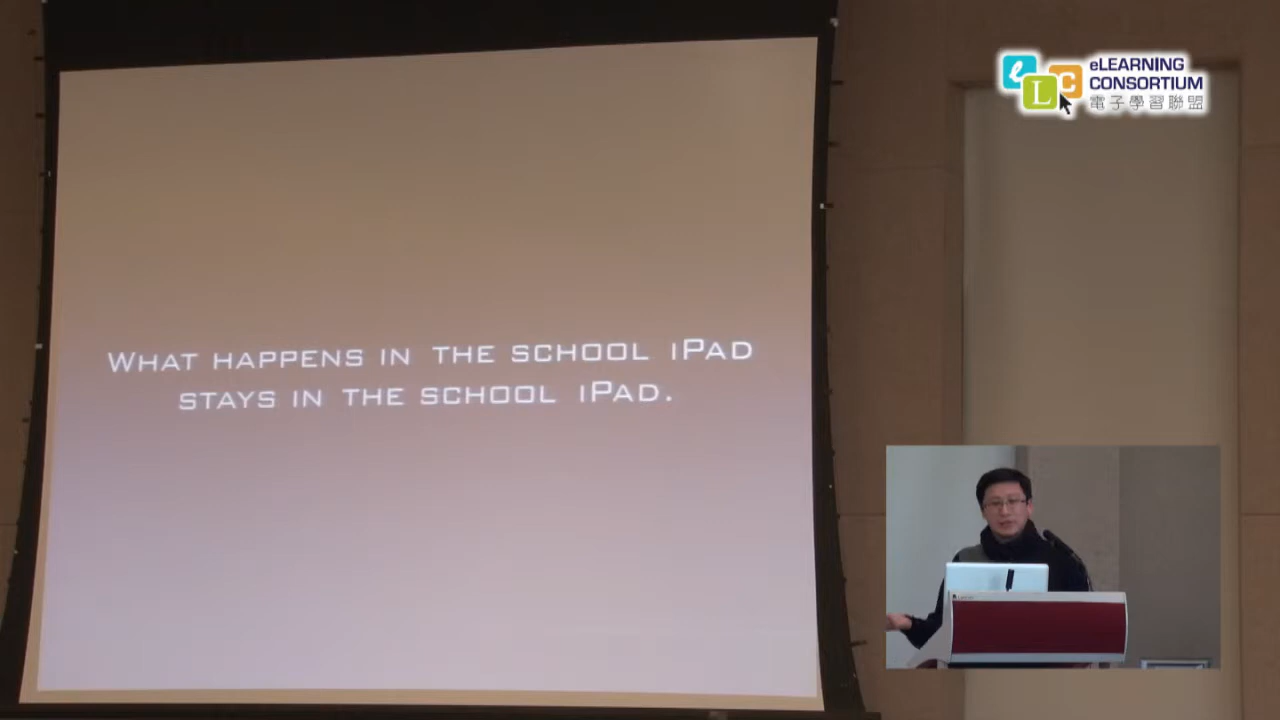 eLEARNING
CONSORTIUM
電子學習聯盟
e
L
C
WHAT HAPPENS IN THE SCHOOL iPAD
STAYS IN THE SCHOOL iPAD.